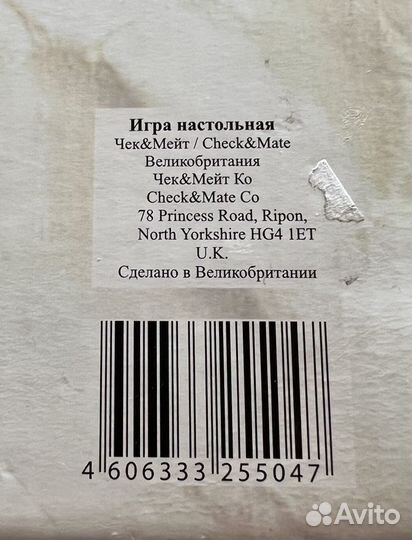 Игра настольная
Чек&Мейт / Check&Mate
Великобритания
Чек&Мейт Ко
Check&Mate Co
78 Princess Road, Ripon,
North Yorkshire HG4 1ET
U.K.
Сделано в Великобритании
4 606333 255047
Avito